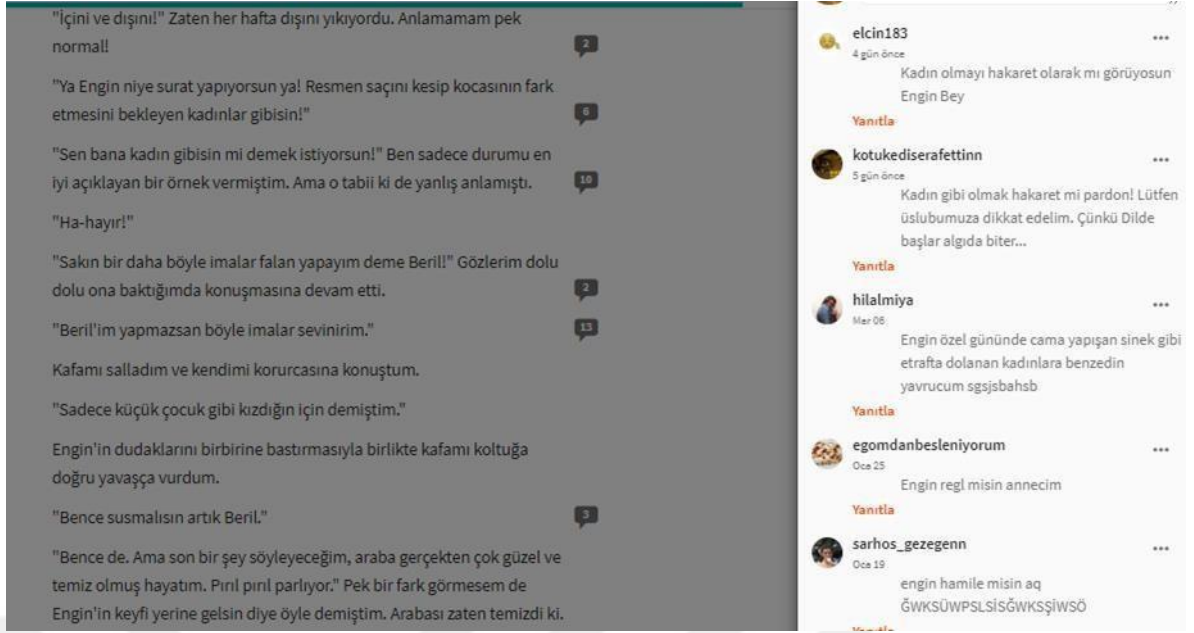 "İçini ve dışını!" Zaten her hafta dışını yıkıyordu. Anlamamam pek
normal!
2
"Ya Engin niye surat yapıyorsun ya! Resmen saçını kesip kocasının fark
etmesini bekleyen kadınlar gibisin!"
6
"Sen bana kadın gibisin mi demek istiyorsun!" Ben sadece durumu en
iyi açıklayan bir örnek vermiştim. Ama o tabii ki de yanlış anlamıştı.
10
"Ha-hayır!"
"Sakın bir daha böyle imalar falan yapayım deme Beril!" Gözlerim dolu
dolu ona baktığımda konuşmasına devam etti.
2
"Beril'im yapmazsan böyle imalar sevinirim."
13
Kafamı salladım ve kendimi korurcasına konuştum.
"Sadece küçük çocuk gibi kızdığın için demiştim."
Engin'in dudaklarını birbirine bastırmasıyla birlikte kafamı koltuğa
doğru yavaşça vurdum.
"Bence susmalısın artık Beril."
3
"Bence de. Ama son bir şey söyleyeceğim, araba gerçekten çok güzel ve
temiz olmuş hayatım. Pırıl pırıl parlıyor." Pek bir fark görmesem de
Engin'in keyfi yerine gelsin diye öyle demiştim. Arabası zaten temizdi ki.
elcin183
4 gün önce
Kadın olmayı hakaret olarak mı görüyosun
Engin Bey
Yanıtla
kotukediserafettinn
5 gün önce
Kadın gibi olmak hakaret mi pardon! Lütfen
üslubumuza dikkat edelim. Çünkü Dilde
başlar algıda biter...
Yanıtla
hilalmiya
Mar 06
Engin özel gününde cama yapışan sinek gibi
etrafta dolanan kadınlara benzedin
yavrucum sgsjsbahsb
Yanıtla
egomdanbesleniyorum
Oca 25
Engin regl misin annecim
Yanıtla
sarhos_gezegenn
Oca 19
engin hamile misin aq
ĞWKSÜWPSLSİSĞWKSŞİWSÖ
Yanıtla